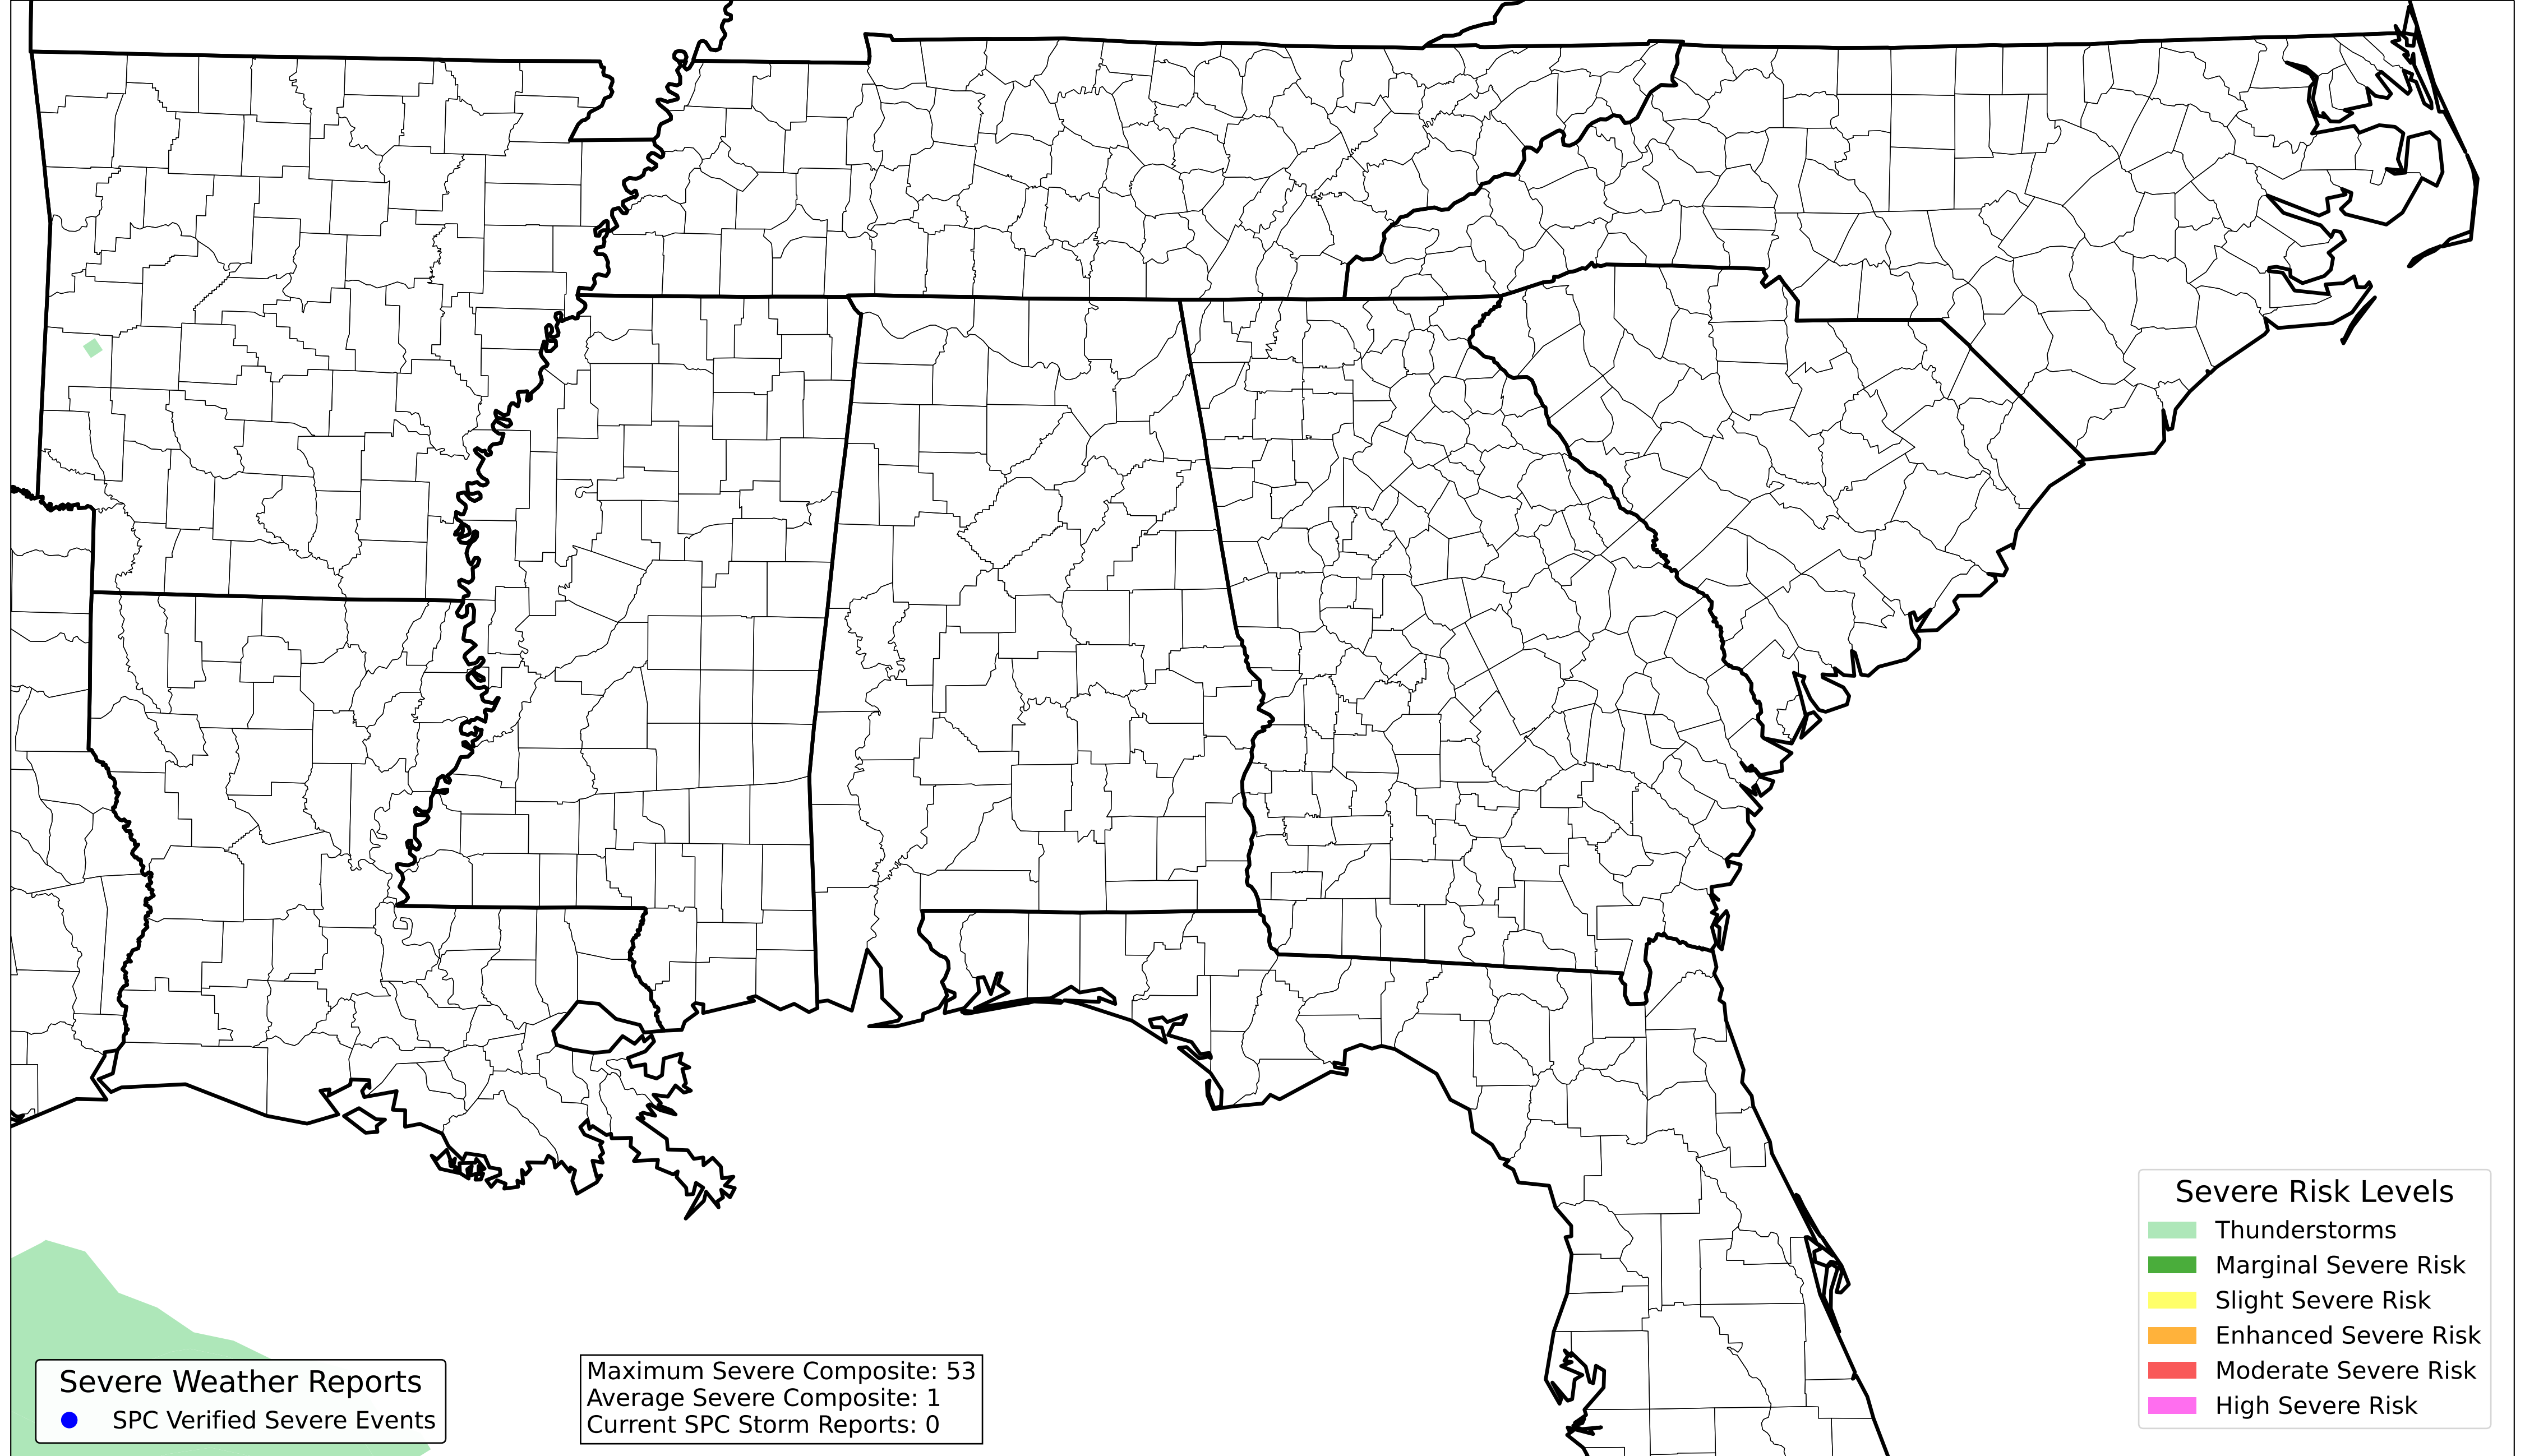 Severe Weather Reports
SPC Verified Severe Events
Maximum Severe Composite: 53
Average Severe Composite: 1
Current SPC Storm Reports: 0
Severe Risk Levels
Thunderstorms
Marginal Severe Risk
Slight Severe Risk
Enhanced Severe Risk
Moderate Severe Risk
High Severe Risk